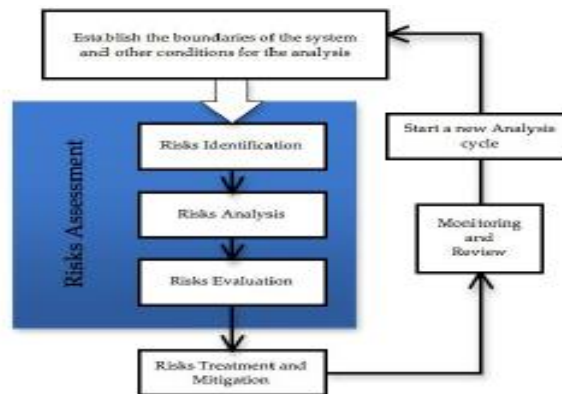 Establish the boundaries of the system
and other conditions for the analysis
Risks Assessment
Risks Identification
Risks Analysis
Risks Evaluation
Risks Treatment and
Mitigation
Monitoring
and
Review
Start a new Analysis
cycle